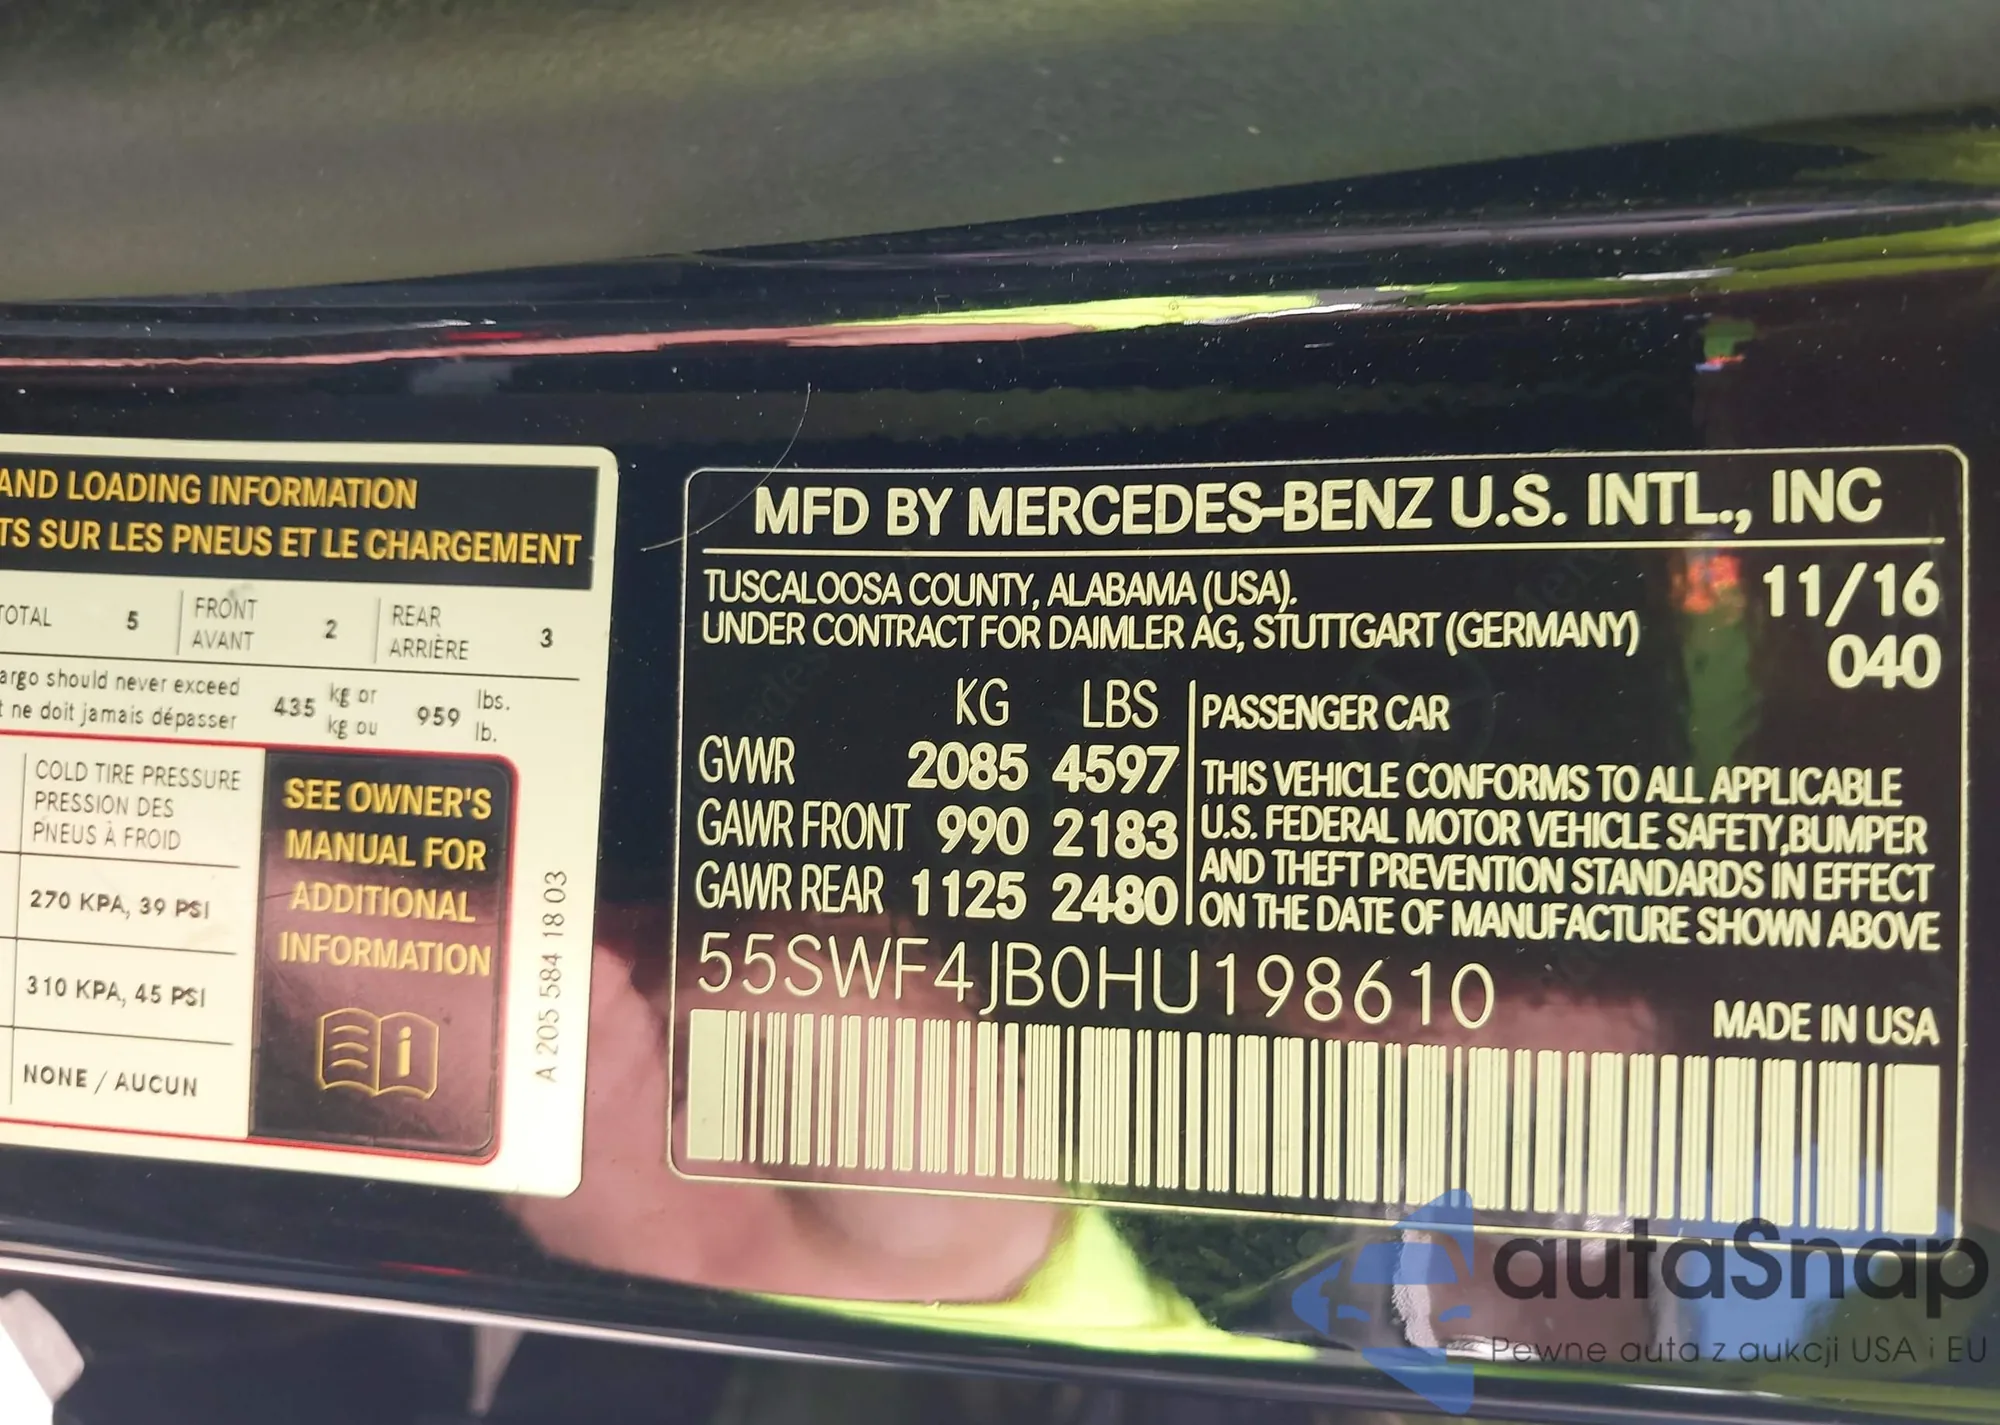 AND LOADING INFORMATION
TS SUR LES PNEUS ET LE CHARGEMENT
TOTAL 5 FRONT AVANT 2 REAR ARRIÈRE 3
argo should never exceed
t ne doit jamais dépasser
435 kg or 959 lbs.
kg ou lb.
COLD TIRE PRESSURE
PRESSION DES
PNEUS À FROID
270 KPA, 39 PSI
310 KPA, 45 PSI
NONE / AUCUN
SEE OWNER'S
MANUAL FOR
ADDITIONAL
INFORMATION
i
A 205 584 18 03
MFD BY MERCEDES-BENZ U.S. INTL., INC
TUSCALOOSA COUNTY, ALABAMA (USA). 11/16
UNDER CONTRACT FOR DAIMLER AG, STUTTGART (GERMANY) 040
KG LBS
GVWR 2085 4597
GAWR FRONT 990 2183
GAWR REAR 1125 2480
PASSENGER CAR
THIS VEHICLE CONFORMS TO ALL APPLICABLE
U.S. FEDERAL MOTOR VEHICLE SAFETY,BUMPER
AND THEFT PREVENTION STANDARDS IN EFFECT
ON THE DATE OF MANUFACTURE SHOWN ABOVE
55SWF4JB0HU198610
MADE IN USA
autaSnap
Pewne auta z aukcji USA i EU